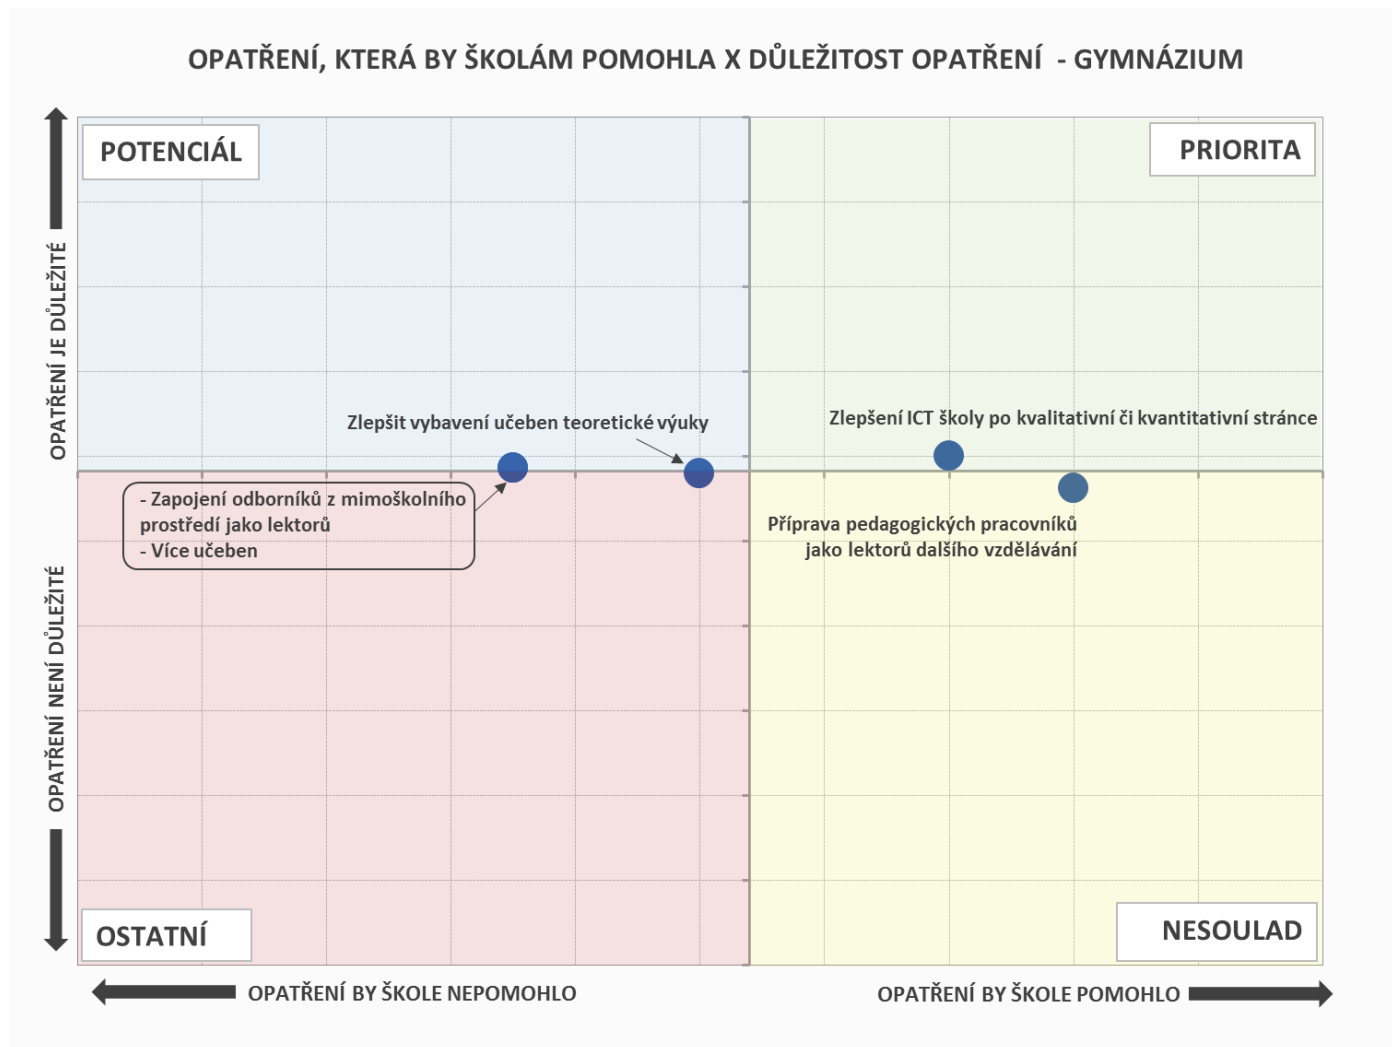 OPATŘENÍ, KTERÁ BY ŠKOLÁM POMOHLA X DŮLEŽITOST OPATŘENÍ - GYMNÁZIUM
POTENCIÁL
PRIORITA
OPATŘENÍ JE DŮLEŽITÉ
Zlepšit vybavení učeben teoretické výuky
Zlepšení ICT školy po kvalitativní či kvantitativní stránce
- Zapojení odborníků z mimoškolního
prostředí jako lektorů
- Více učeben
Příprava pedagogických pracovníků
jako lektorů dalšího vzdělávání
OPATŘENÍ NENÍ DŮLEŽITÉ
OSTATNÍ
NESOULAD
OPATŘENÍ BY ŠKOLE NEPOMOHLO
OPATŘENÍ BY ŠKOLE POMOHLO